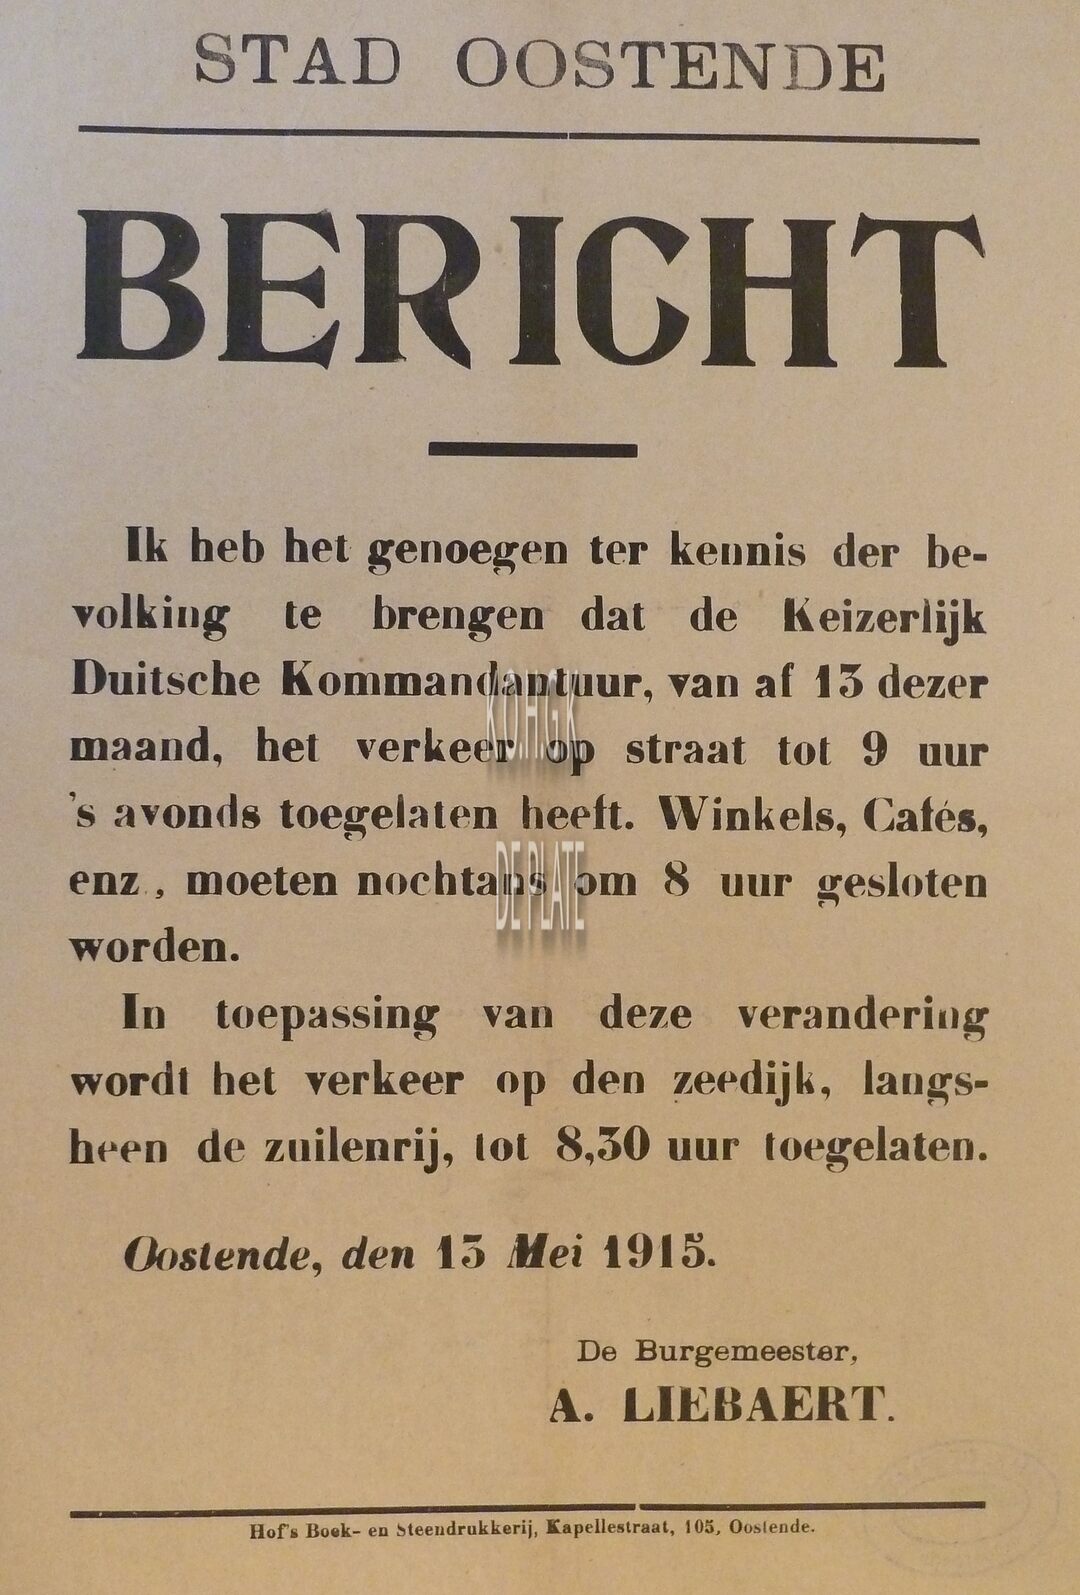 STAD OOSTENDE
BERICHT
Ik heb het genoegen ter kennis der be-
volking te brengen dat de Keizerlijk
Duitsche Kommandantuur, van af 13 dezer
maand, het verkeer op straat tot 9 uur
's avonds toegelaten heeft. Winkels, Cafés,
enz., moeten nochtans om 8 uur gesloten
worden.
In toepassing van deze verandering
wordt het verkeer op den zeedijk, langs-
heen de zuilenrij, tot 8,30 uur toegelaten.
Oostende, den 13 Mei 1915.
De Burgemeester,
A. LIEBAERT.
Hof's Boek- en Steendrukkerij, Kapellestraat, 105, Oostende.
K.O.H.G.K
DE PLATE